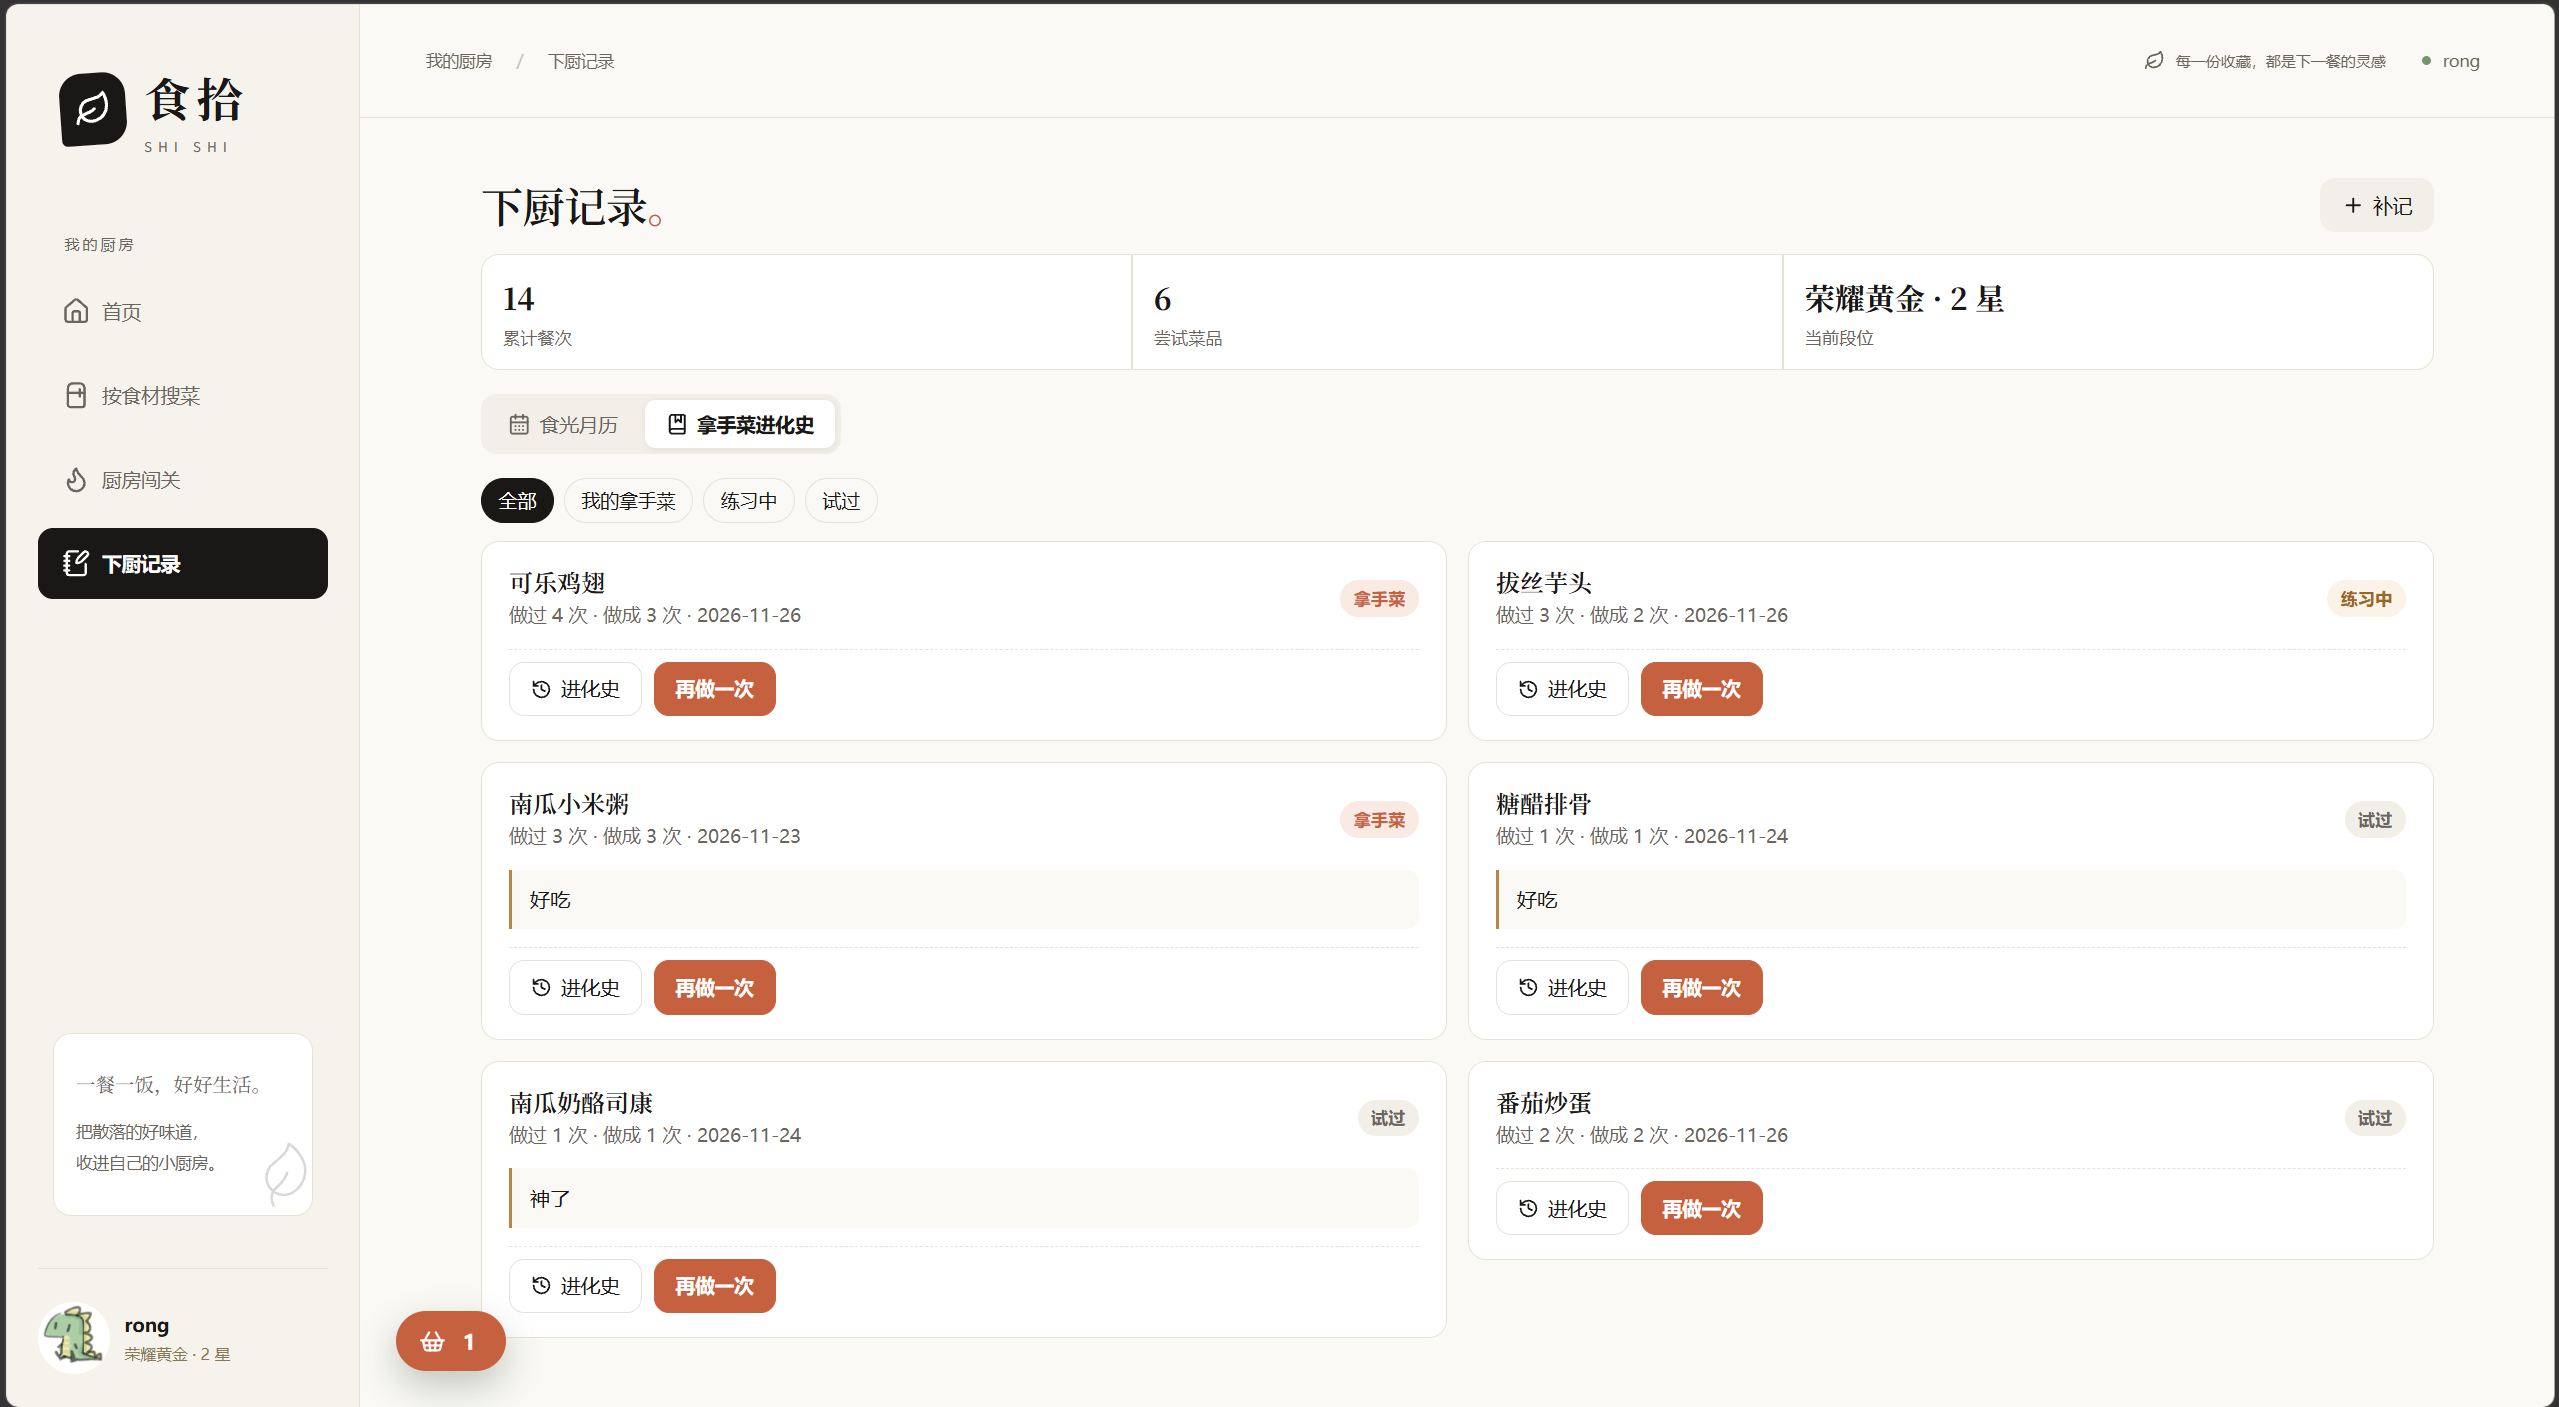 食拾
SHI SHI
我的厨房
首页
按食材搜菜
厨房闯关
下厨记录
一餐一饭，好好生活。
把散落的好味道，
收进自己的小厨房。
rong
荣耀黄金 · 2 星
我的厨房 / 下厨记录
每一份收藏，都是下一餐的灵感
rong
下厨记录。
补记
14
累计餐次
6
尝试菜品
荣耀黄金 · 2 星
当前段位
食光月历
拿手菜进化史
全部
我的拿手菜
练习中
试过
可乐鸡翅
做过 4 次 · 做成 3 次 · 2026-11-26
拿手菜
进化史
再做一次
拔丝芋头
做过 3 次 · 做成 2 次 · 2026-11-26
练习中
进化史
再做一次
南瓜小米粥
做过 3 次 · 做成 3 次 · 2026-11-23
拿手菜
好吃
进化史
再做一次
糖醋排骨
做过 1 次 · 做成 1 次 · 2026-11-24
试过
好吃
进化史
再做一次
南瓜奶酪司康
做过 1 次 · 做成 1 次 · 2026-11-24
试过
神了
进化史
再做一次
番茄炒蛋
做过 2 次 · 做成 2 次 · 2026-11-26
试过
进化史
再做一次
1